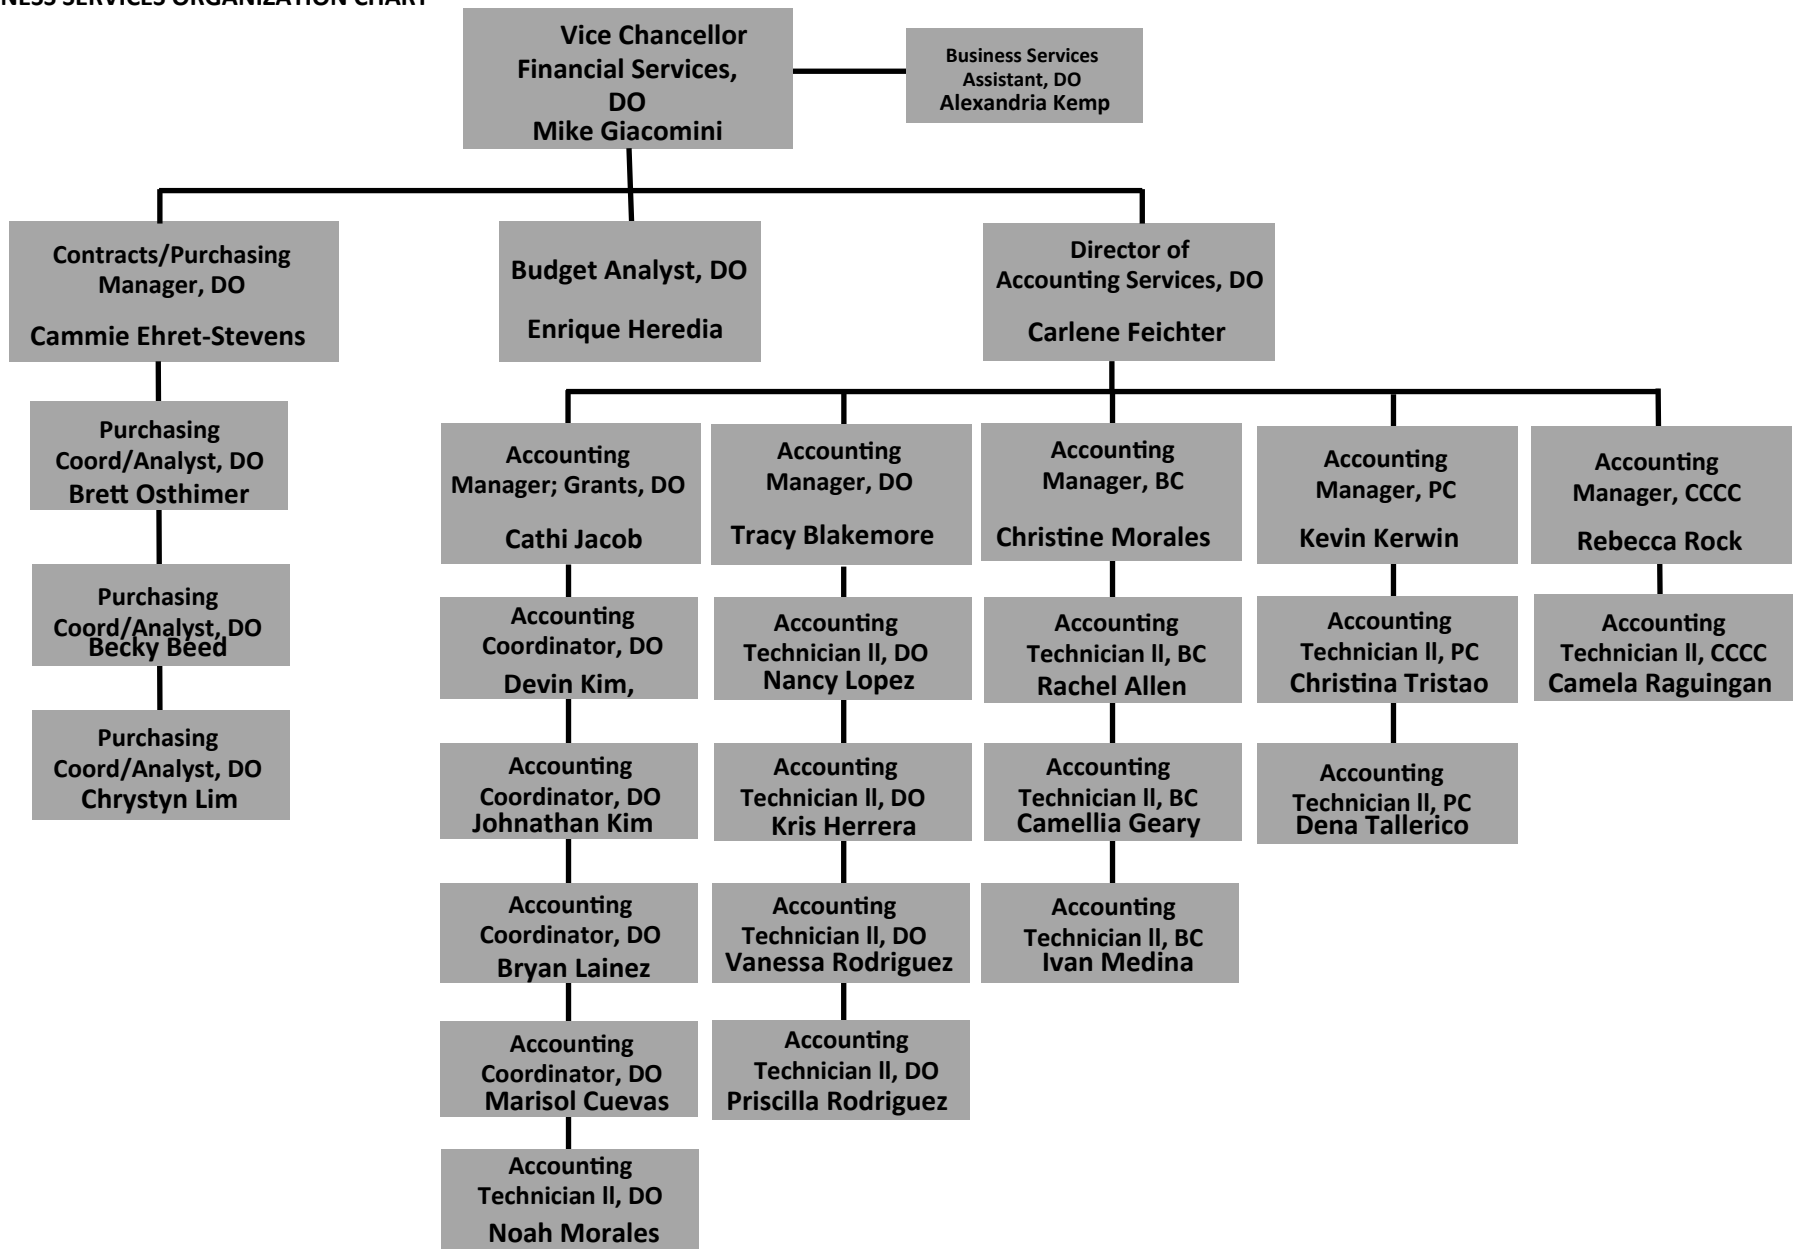 NESS SERVICES ORGANIZATION CHART
Vice Chancellor
Financial Services,
DO
Mike Giacomini
Business Services
Assistant, DO
Alexandria Kemp
Contracts/Purchasing
Manager, DO
Cammie Ehret-Stevens
Budget Analyst, DO
Enrique Heredia
Director of
Accounting Services, DO
Carlene Feichter
Purchasing
Coord/Analyst, DO
Brett Osthimer
Purchasing
Coord/Analyst, DO
Becky Beed
Purchasing
Coord/Analyst, DO
Chrystyn Lim
Accounting
Manager; Grants, DO
Cathi Jacob
Accounting
Coordinator, DO
Devin Kim,
Accounting
Coordinator, DO
Johnathan Kim
Accounting
Coordinator, DO
Bryan Lainez
Accounting
Coordinator, DO
Marisol Cuevas
Accounting
Technician ll, DO
Noah Morales
Accounting
Manager, DO
Tracy Blakemore
Accounting
Technician ll, DO
Nancy Lopez
Accounting
Technician ll, DO
Kris Herrera
Accounting
Technician ll, DO
Vanessa Rodriguez
Accounting
Technician ll, DO
Priscilla Rodriguez
Accounting
Manager, BC
Christine Morales
Accounting
Technician ll, BC
Rachel Allen
Accounting
Technician ll, BC
Camellia Geary
Accounting
Technician ll, BC
Ivan Medina
Accounting
Manager, PC
Kevin Kerwin
Accounting
Technician ll, PC
Christina Tristao
Accounting
Technician ll, PC
Dena Tallerico
Accounting
Manager, CCCC
Rebecca Rock
Accounting
Technician ll, CCCC
Camela Raguingan